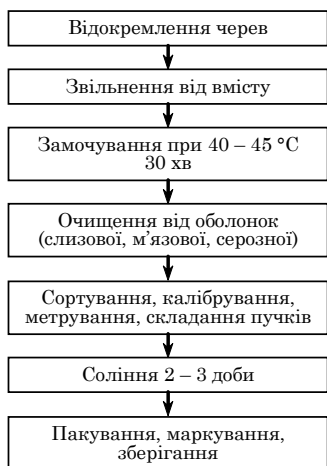 Відокремлення черев
Звільнення від вмісту
Замочування при 40 – 45 °С
30 хв
Очищення від оболонок
(слизової, м’язової, серозної)
Сортування, калібрування,
метрування, складання пучків
Соління 2 – 3 доби
Пакування, маркування,
зберігання